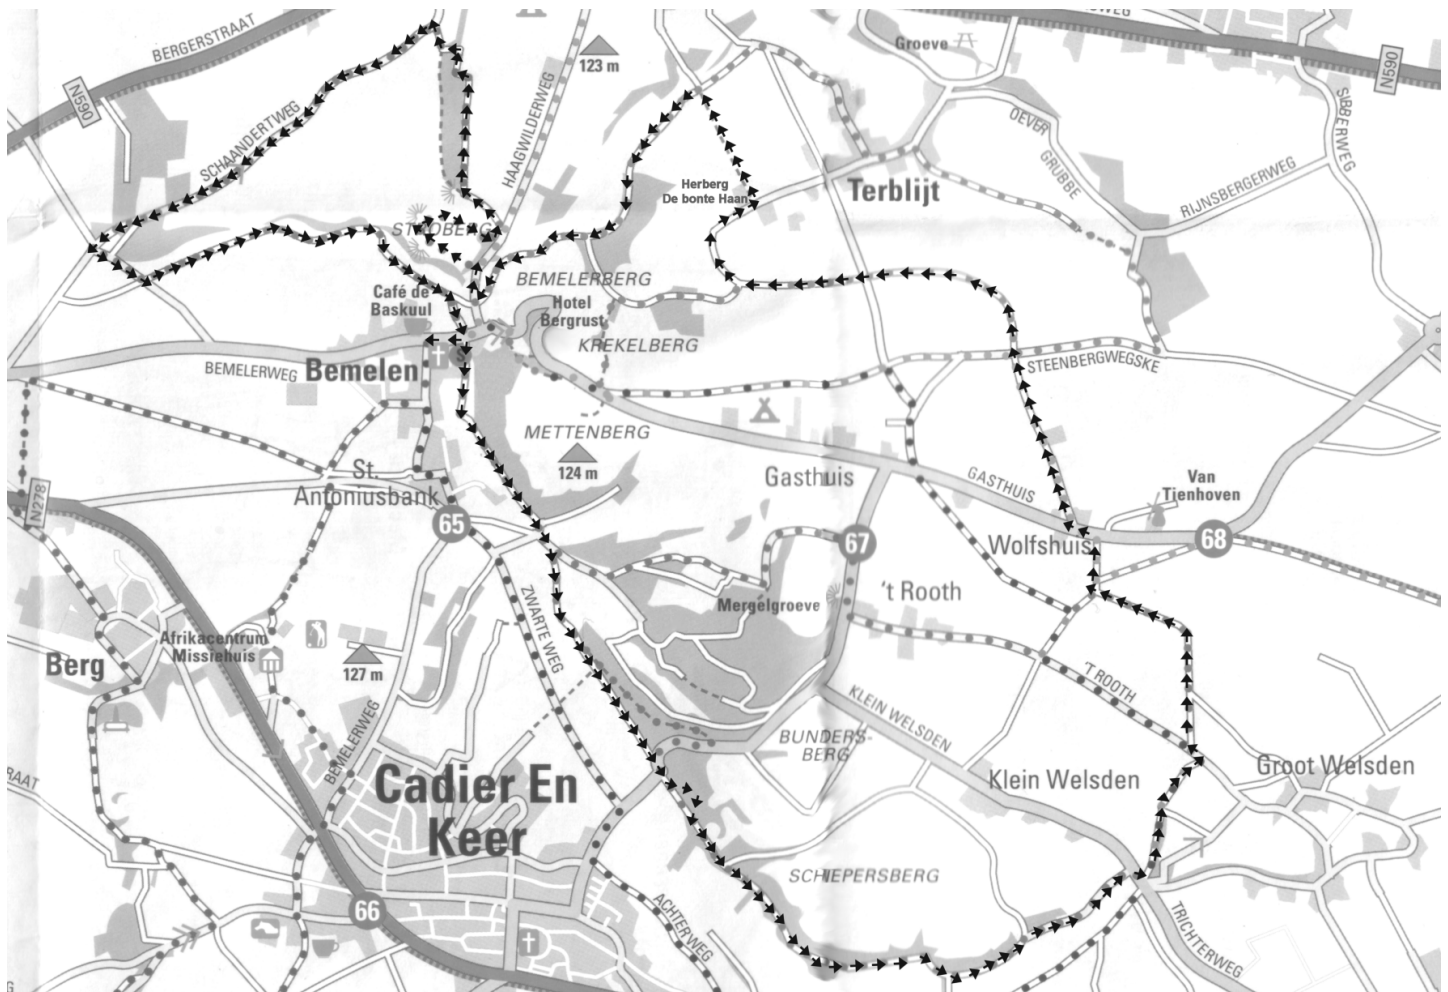 BERGERSTRAAT
N590
SCHAANDERTWEG
HAAGWILDERWEG
123 m
Groeve
N590
SIBBERWEG
OEVER
GRUBBE
RIJNSBERGERWEG
Herberg
De bonte Haan
Terblijt
BEMELERBERG
Café de
Baskuul
Hotel
Bergrust
KREKELBERG
BEMELERWEG
Bemelen
STEENBERGWEGSKE
METTENBERG
124 m
St.
Antoniusbank
Gasthuis
GASTHUIS
Van
Tienhoven
N278
65
67
68
Wolfshuis
't Rooth
Mergelgroeve
ZWARTE WEG
Afrikacentrum
Missiehuis
Berg
127 m
'T ROOTH
KLEIN WELSDEN
BUNDERS-
BERG
BEMELERWEG
Klein Welsden
Groot Welsden
RAAT
Cadier En
Keer
SCHIEPERSBERG
66
ACHTERWEG
TRICHTERWEG